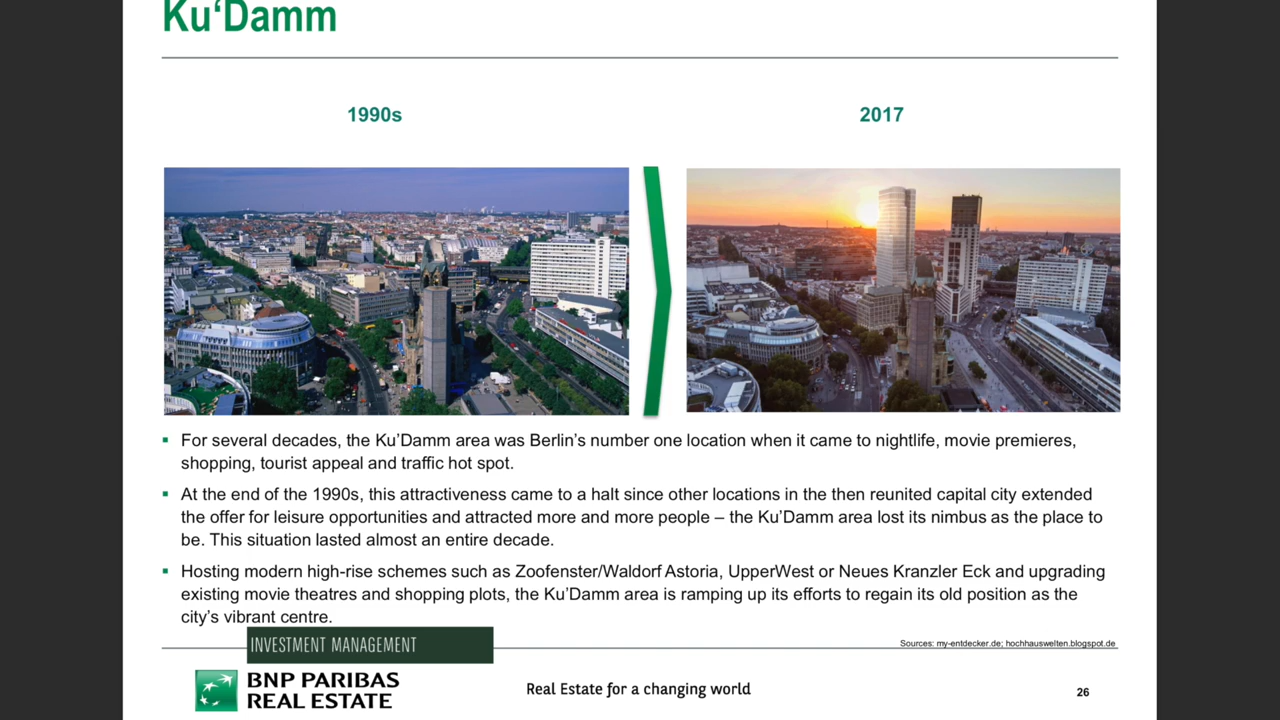 Ku‘Damm
1990s
2017
▪ For several decades, the Ku’Damm area was Berlin’s number one location when it came to nightlife, movie premieres,
shopping, tourist appeal and traffic hot spot.
▪ At the end of the 1990s, this attractiveness came to a halt since other locations in the then reunited capital city extended
the offer for leisure opportunities and attracted more and more people – the Ku’Damm area lost its nimbus as the place to
be. This situation lasted almost an entire decade.
▪ Hosting modern high-rise schemes such as Zoofenster/Waldorf Astoria, UpperWest or Neues Kranzler Eck and upgrading
existing movie theatres and shopping plots, the Ku’Damm area is ramping up its efforts to regain its old position as the
city’s vibrant centre.
INVESTMENT MANAGEMENT
Sources: my-entdecker.de; hochhauswelten.blogspot.de
BNP PARIBAS
REAL ESTATE
Real Estate for a changing world
26